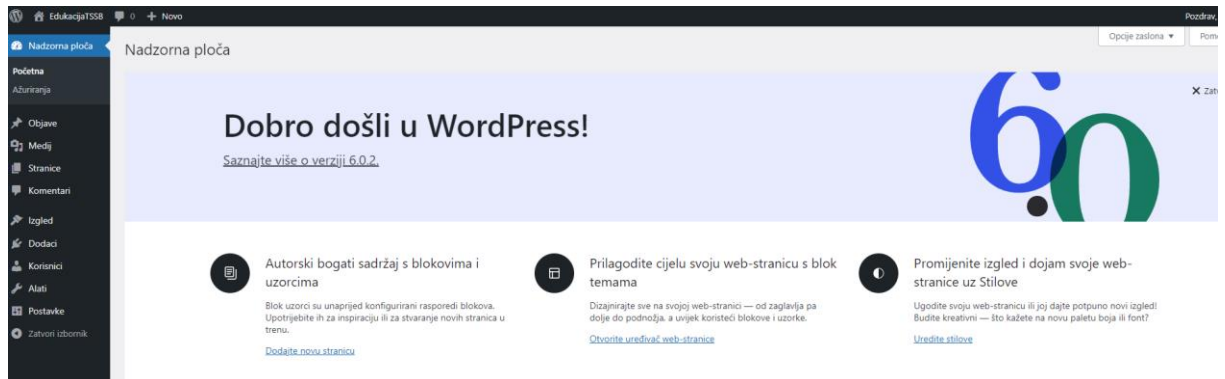 EdukacijaTSSB 0 + Novo Pozdrav,
Nadzorna ploča
Početna
Ažuriranja
Objave
Medij
Stranice
Komentari
Izgled
Dodaci
Korisnici
Alati
Postavke
Zatvori izbornik
Nadzorna ploča
Opcije zaslona
Dobro došli u WordPress!
Saznajte više o verziji 6.0.2.
6.0
Autorski bogati sadržaj s blokovima i
uzorcima
Blok uzorci su unaprijed konfigurirani rasporedi blokova.
Upotrijebite ih za inspiraciju ili za stvaranje novih stranica u
trenu.
Dodajte novu stranicu
Prilagodite cijelu svoju web-stranicu s blok
temama
Dizajnirajte sve na svojoj web-stranici — od zaglavlja pa
dolje do podnožja, a uvijek koristeći blokove i uzorke.
Otvorite uređivač web-stranice
Promijenite izgled i dojam svoje web-
stranice uz Stilove
Ugodite svoju web-stranicu ili joj dajte potpuno novi izgled!
Budite kreativni — što kažete na novu paletu boja ili font?
Uredite stilove